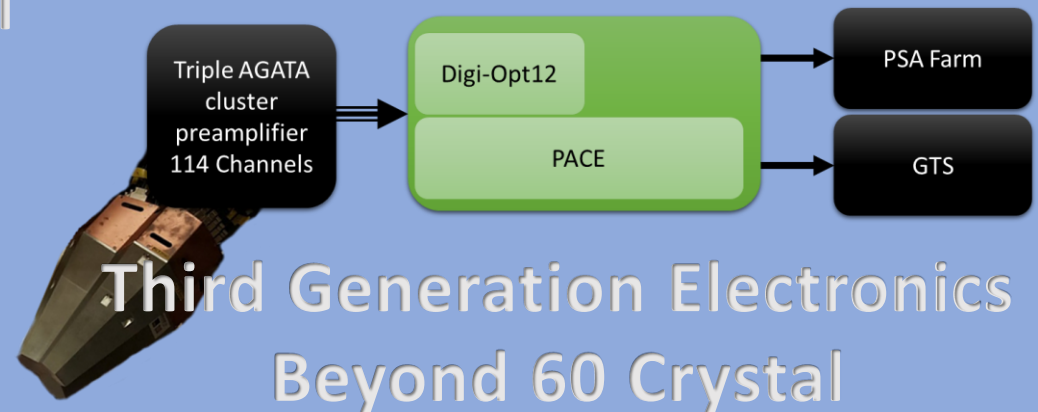 Triple AGATA
cluster
preamplifier
114 Channels
Digi-Opt12
PACE
PSA Farm
GTS
Third Generation Electronics
Beyond 60 Crystal